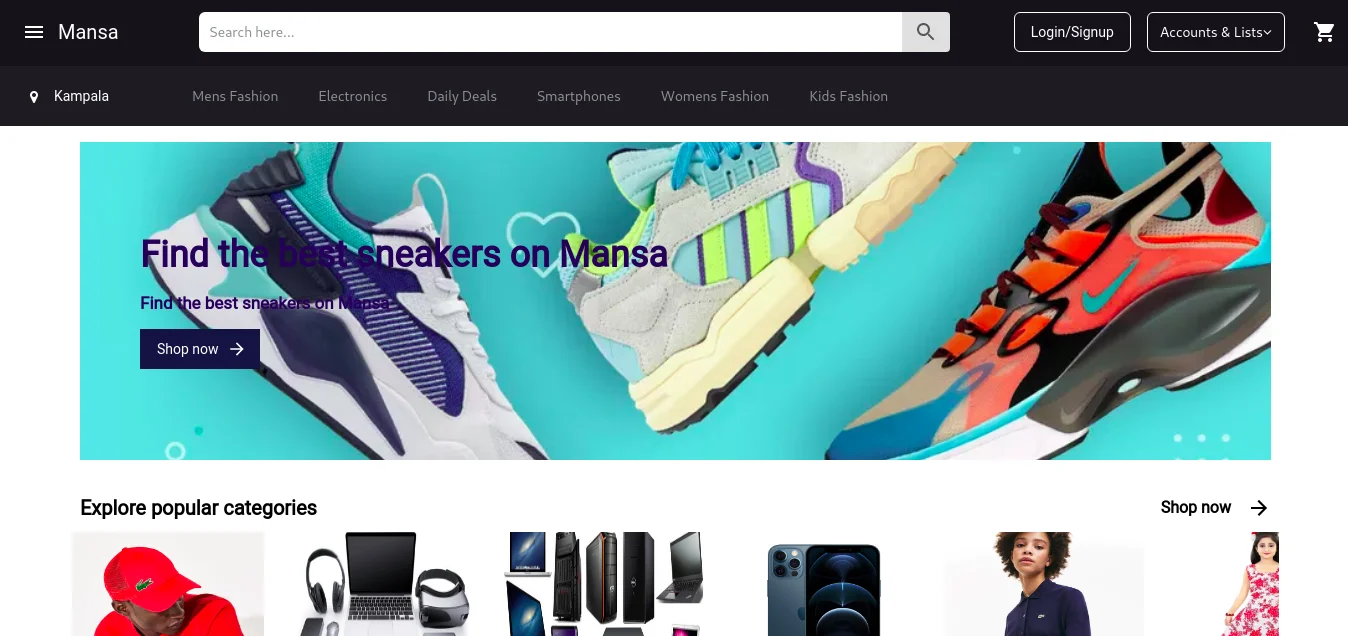 Mansa
Search here...
Login/Signup
Accounts & Lists
Kampala
Mens Fashion
Electronics
Daily Deals
Smartphones
Womens Fashion
Kids Fashion
Find the best sneakers on Mansa
Find the best sneakers on Mansa
Shop now
Explore popular categories
Shop now